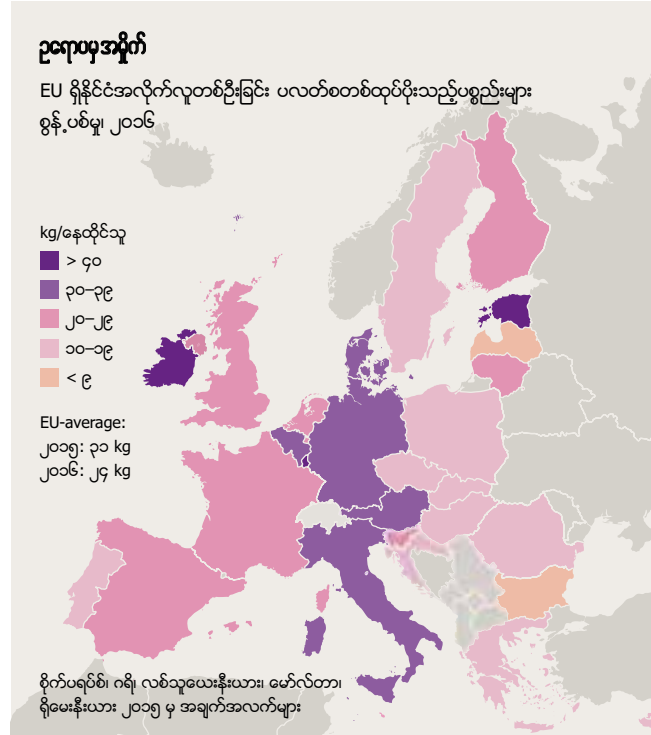 ဥရောပမှအမှိုက်
EU ရှိနိုင်ငံအလိုက်လူတစ်ဦးခြင်း ပလတ်စတစ်ထုပ်ပိုးသည့်ပစ္စည်းများ
စွန့်ပစ်မှု၊ ၂၀၁၆
kg/နေထိုင်သူ
> ၄၀
၃၀–၃၉
၂၀–၂၉
၁၀–၁၉
< ၉
EU-average:
၂၀၁၅: ၃၁ kg
၂၀၁၆: ၂၄ kg
စိုက်ပရပ်စ်၊ ဂရိ၊ လစ်သူယေးနီးယား၊ မော်လ်တာ၊
ရိုမေးနီးယား ၂၀၁၅ မှ အချက်အလက်များ